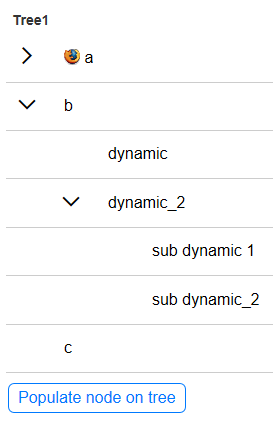 Tree1
a
b
dynamic
dynamic_2
sub dynamic 1
sub dynamic_2
c
Populate node on tree